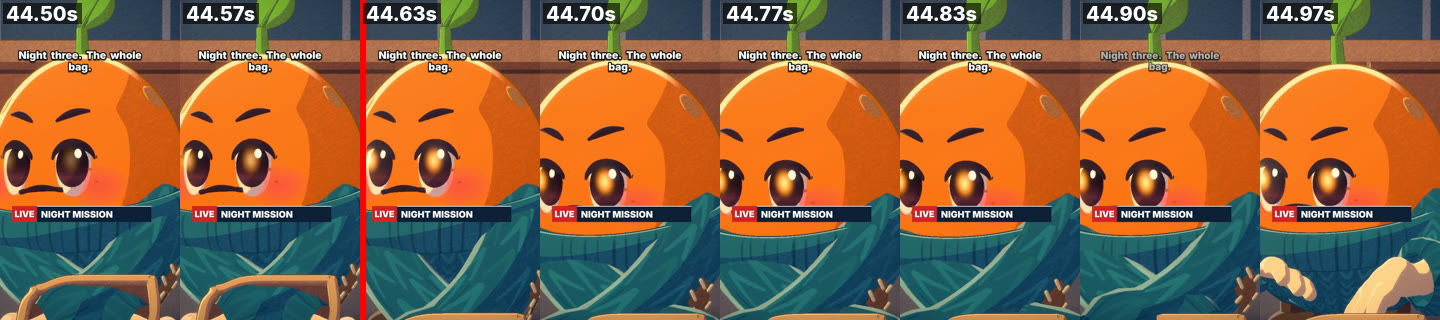 44.50s
44.57s
44.63s
44.70s
44.77s
44.83s
44.90s
44.97s
Night three. The whole
bag.
Night three. The whole
bag.
Night three. The whole
bag.
Night three. The whole
bag.
Night three. The whole
bag.
Night three. The whole
bag.
Night three. The whole
bag.
LIVE NIGHT MISSION
LIVE NIGHT MISSION
LIVE NIGHT MISSION
LIVE NIGHT MISSION
LIVE NIGHT MISSION
LIVE NIGHT MISSION
LIVE NIGHT MISSION
LIVE NIGHT MISSION